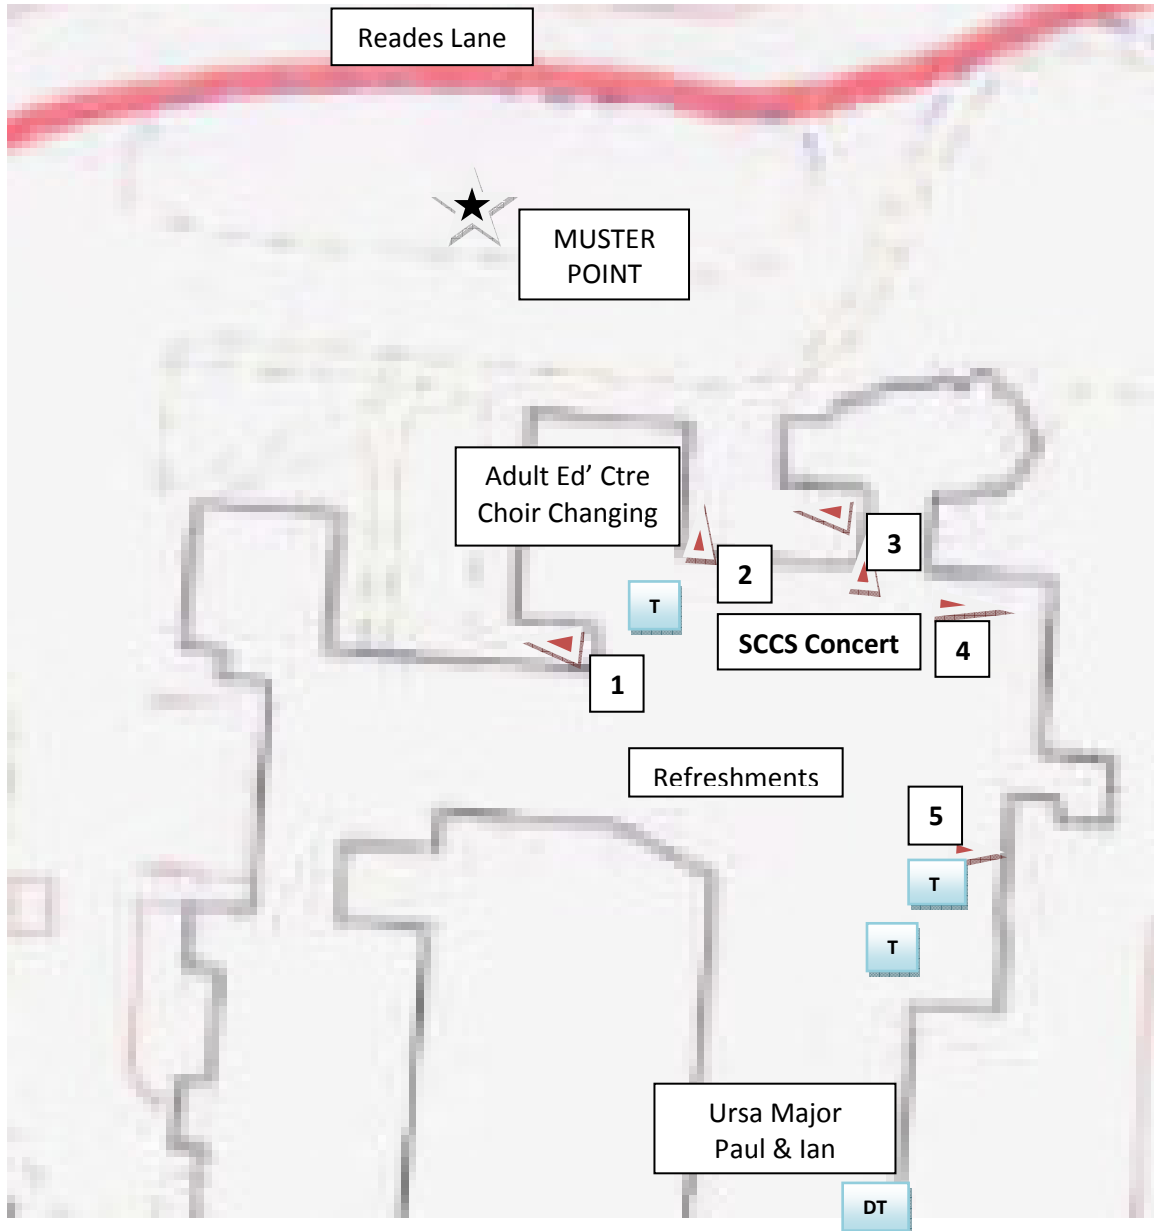 Reades Lane
MUSTER
POINT
Adult Ed’ Ctre
Choir Changing
3
2
T
SCCS Concert
4
1
Refreshments
5
T
T
Ursa Major
Paul & Ian
DT